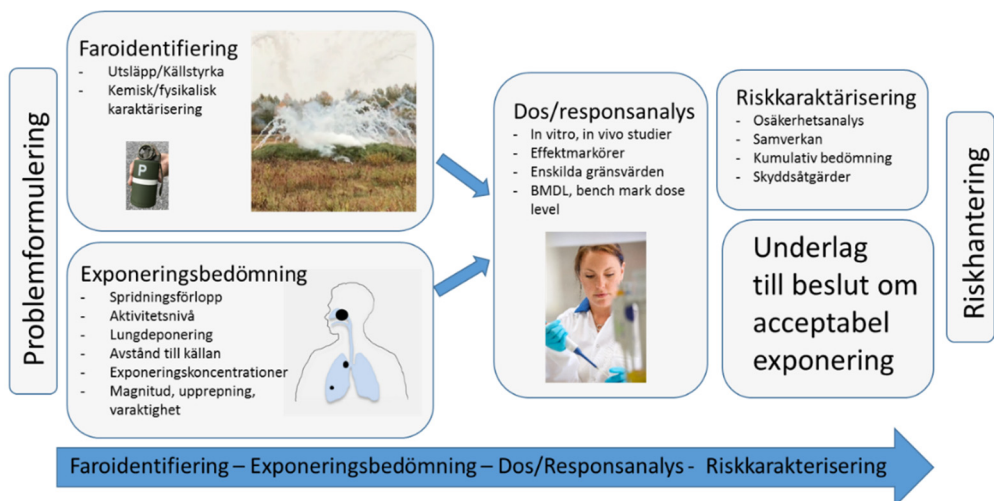 Problemformulering
Faroidentifiering
- Utsläpp/Källstyrka
- Kemisk/fysikalisk
karaktärisering
P
Exponeringsbedömning
- Spridningsförlopp
- Aktivitetsnivå
- Lungdeponering
- Avstånd till källan
- Exponeringskoncentrationer
- Magnitud, upprepning,
varaktighet
Dos/responsanalys
- In vitro, in vivo studier
- Effektmarkörer
- Enskilda gränsvärden
- BMDL, bench mark dose
level
Riskkaraktärisering
- Osäkerhetsanalys
- Samverkan
- Kumulativ bedömning
- Skyddsåtgärder
Underlag
till beslut om
acceptabel
exponering
Riskhantering
Faroidentifiering – Exponeringsbedömning – Dos/Responsanalys - Riskkarakterisering